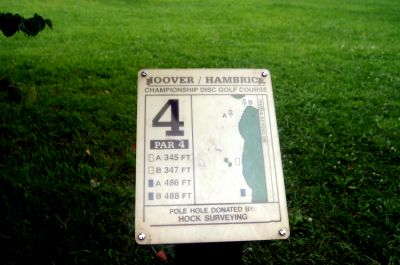 HOOVER / HAMBRICK
CHAMPIONSHIP DISC GOLF COURSE
4
PAR 4
A 345 FT
B 347 FT
A 486 FT
B 488 FT
A
B
A
B
POLE HOLE DONATED BY:
HOCK SURVEYING